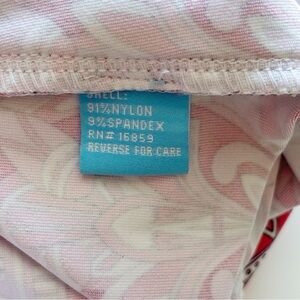 SHELL:
91%NYLON
9%SPANDEX
RN# 16859
REVERSE FOR CARE